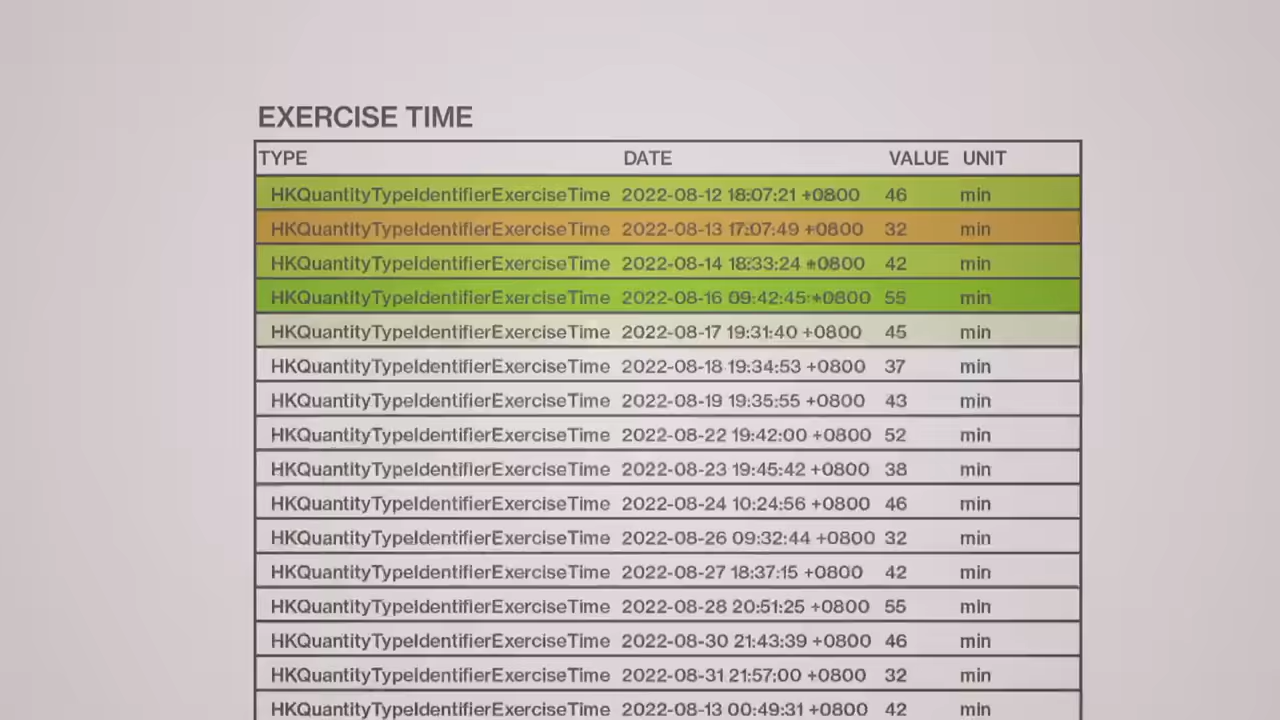 EXERCISE TIME
TYPE DATE VALUE UNIT
HKQuantityTypeIdentifierExerciseTime 2022-08-12 18:07:21 +0800 46 min
HKQuantityTypeIdentifierExerciseTime 2022-08-13 17:07:49 +0800 32 min
HKQuantityTypeIdentifierExerciseTime 2022-08-14 18:33:24 +0800 42 min
HKQuantityTypeIdentifierExerciseTime 2022-08-16 09:42:45 +0800 55 min
HKQuantityTypeIdentifierExerciseTime 2022-08-17 19:31:40 +0800 45 min
HKQuantityTypeIdentifierExerciseTime 2022-08-18 19:34:53 +0800 37 min
HKQuantityTypeIdentifierExerciseTime 2022-08-19 19:35:55 +0800 43 min
HKQuantityTypeIdentifierExerciseTime 2022-08-22 19:42:00 +0800 52 min
HKQuantityTypeIdentifierExerciseTime 2022-08-23 19:45:42 +0800 38 min
HKQuantityTypeIdentifierExerciseTime 2022-08-24 10:24:56 +0800 46 min
HKQuantityTypeIdentifierExerciseTime 2022-08-26 09:32:44 +0800 32 min
HKQuantityTypeIdentifierExerciseTime 2022-08-27 18:37:15 +0800 42 min
HKQuantityTypeIdentifierExerciseTime 2022-08-28 20:51:25 +0800 55 min
HKQuantityTypeIdentifierExerciseTime 2022-08-30 21:43:39 +0800 46 min
HKQuantityTypeIdentifierExerciseTime 2022-08-31 21:57:00 +0800 32 min
HKQuantityTypeIdentifierExerciseTime 2022-08-13 00:49:31 +0800 42 min